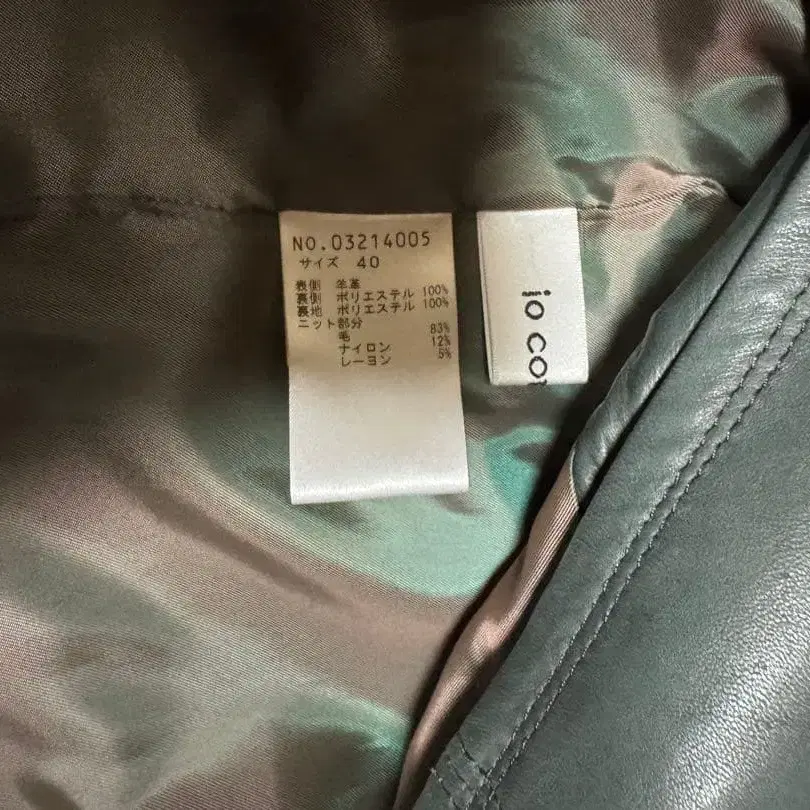 NO.03214005
サイズ 40
表側 羊革
裏側 ポリエステル 100%
裏地 ポリエステル 100%
ニット部分
毛 83%
ナイロン 12%
レーヨン 5%
io co